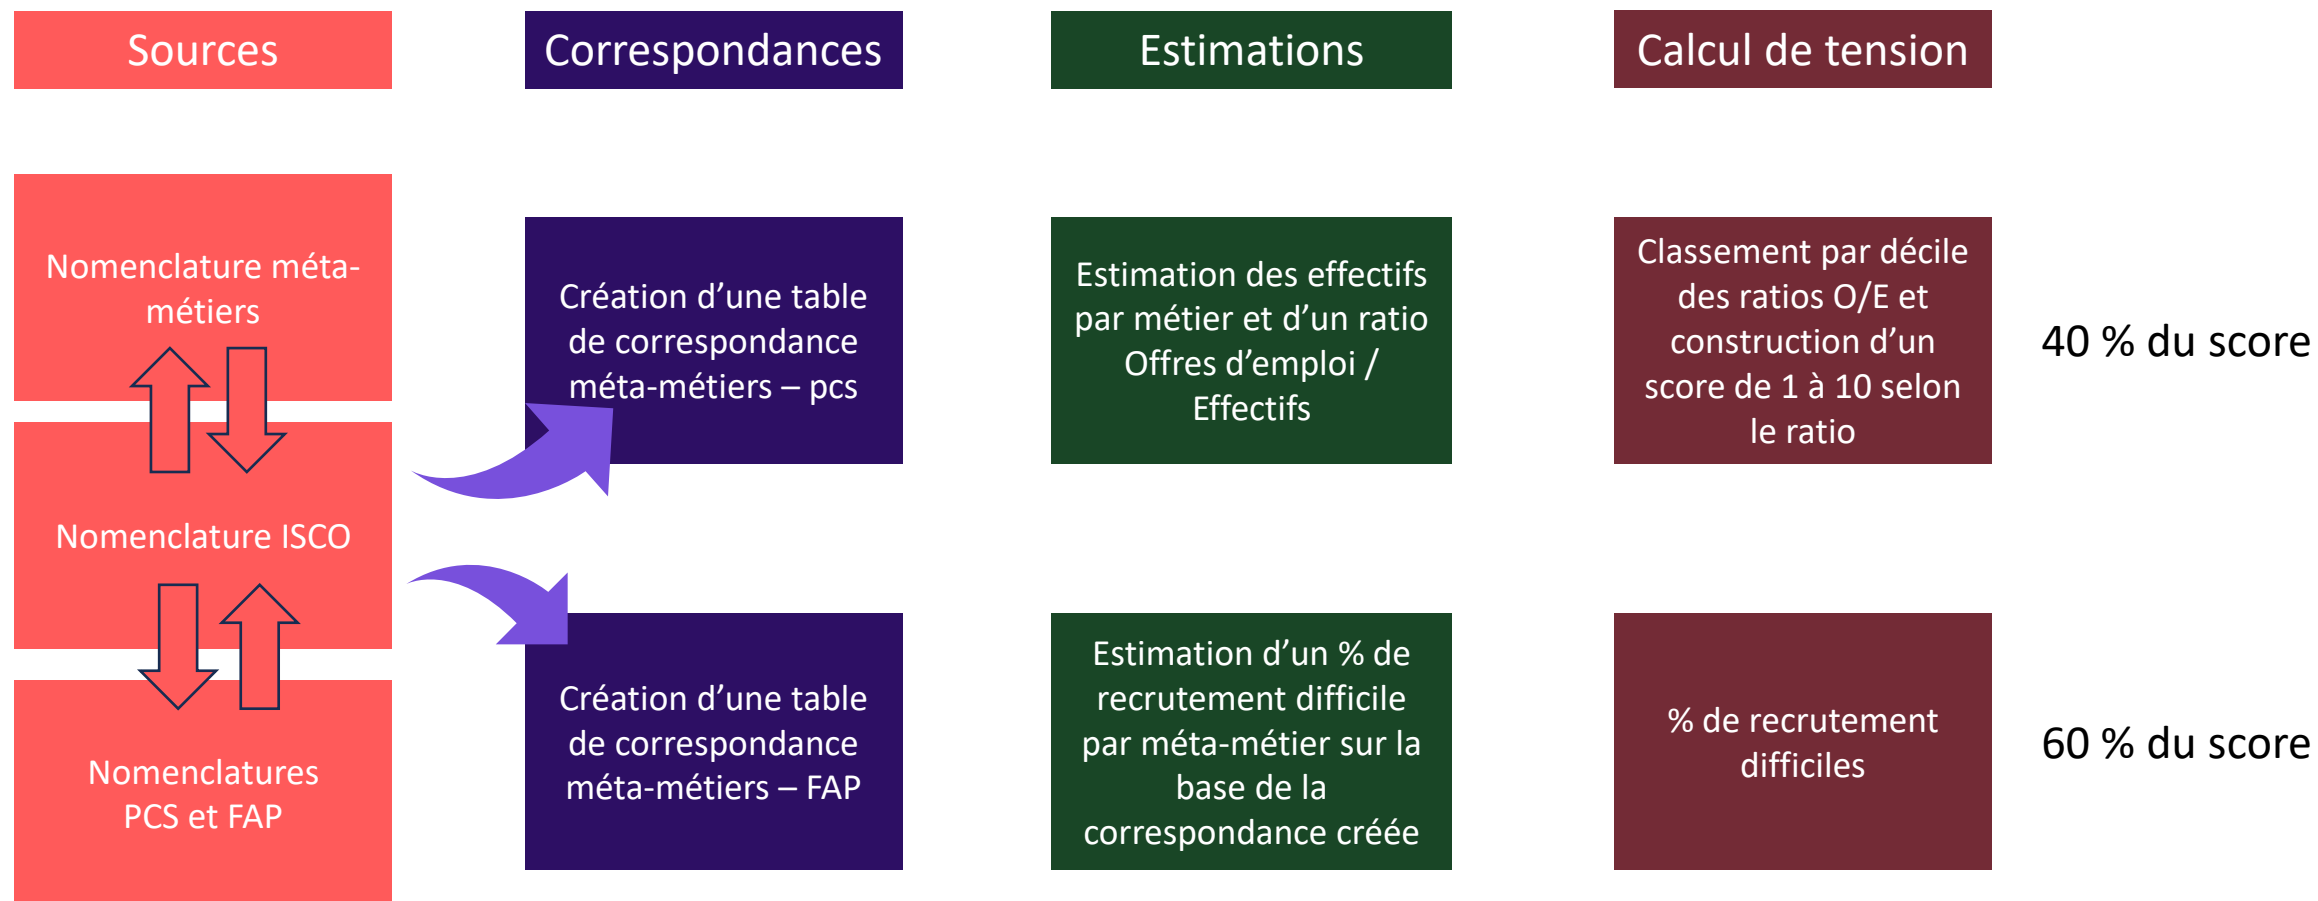 Sources
Correspondances
Estimations
Calcul de tension
Nomenclature méta-
métiers
Nomenclature ISCO
Nomenclatures
PCS et FAP
Création d’une table
de correspondance
méta-métiers – pcs
Estimation des effectifs
par métier et d’un ratio
Offres d’emploi /
Effectifs
Classement par décile
des ratios O/E et
construction d’un
score de 1 à 10 selon
le ratio
40 % du score
Création d’une table
de correspondance
méta-métiers – FAP
Estimation d’un % de
recrutement difficile
par méta-métier sur la
base de la
correspondance créée
% de recrutement
difficiles
60 % du score